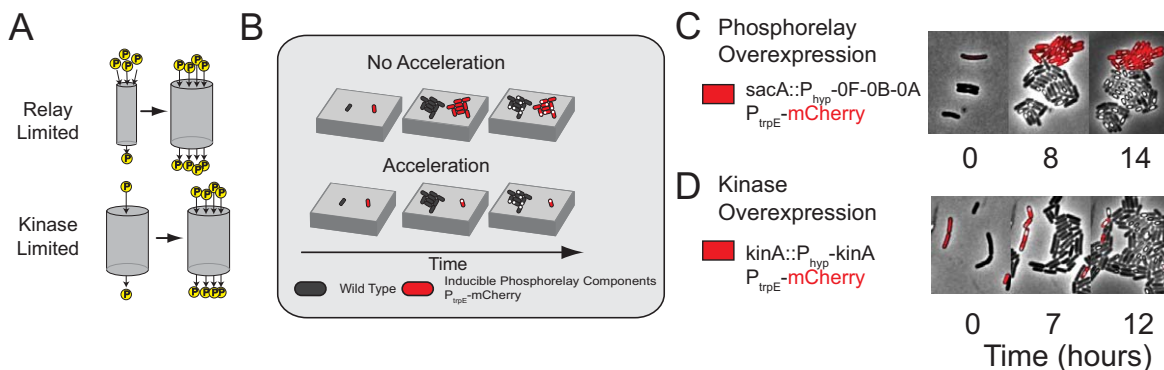 A
P P P P P
P P P P
Relay
Limited
P
P P P P
P
P P P P
Kinase
Limited
P
P P P P
B
No Acceleration
Acceleration
Time
Wild Type
Inducible Phosphorelay Components
PtrpE-mCherry
C
Phosphorelay
Overexpression
sacA::Phyp-0F-0B-0A
PtrpE-mCherry
0 8 14
D
Kinase
Overexpression
kinA::Phyp-kinA
PtrpE-mCherry
0 7 12
Time (hours)